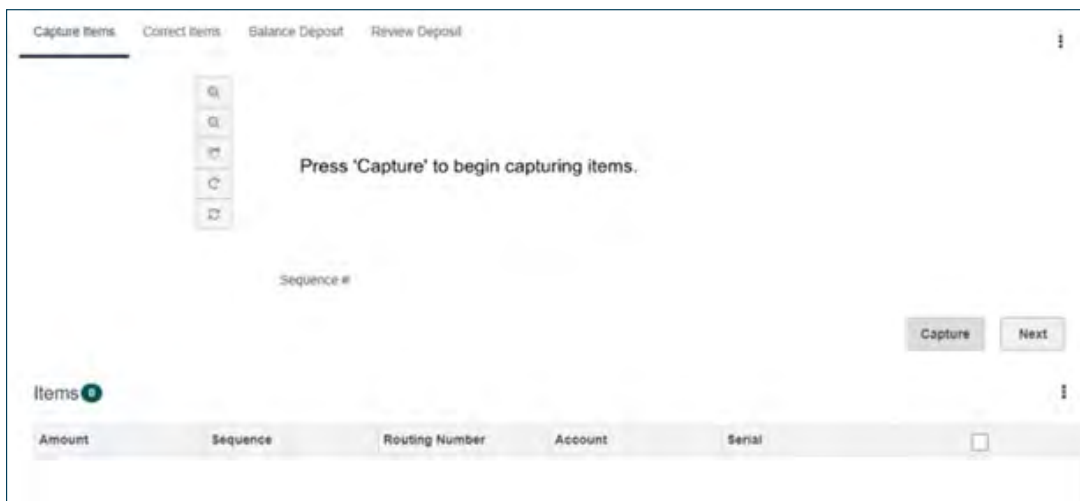 Capture Items Correct Items Balance Deposit Review Deposit
Press 'Capture' to begin capturing items.
Sequence #
Capture Next
Items 0
Amount Sequence Routing Number Account Serial